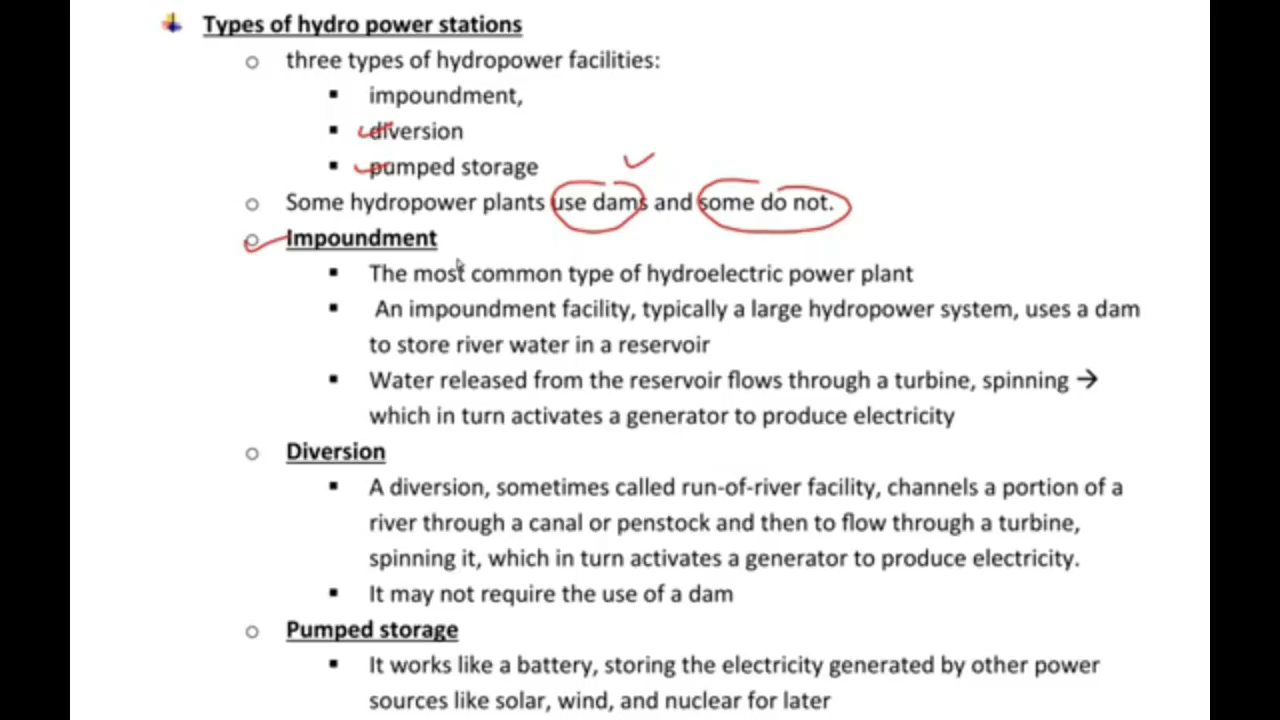 Types of hydro power stations
three types of hydropower facilities:
impoundment,
diversion
pumped storage
Some hydropower plants use dams and some do not.
Impoundment
The most common type of hydroelectric power plant
An impoundment facility, typically a large hydropower system, uses a dam
to store river water in a reservoir
Water released from the reservoir flows through a turbine, spinning →
which in turn activates a generator to produce electricity
Diversion
A diversion, sometimes called run-of-river facility, channels a portion of a
river through a canal or penstock and then to flow through a turbine,
spinning it, which in turn activates a generator to produce electricity.
It may not require the use of a dam
Pumped storage
It works like a battery, storing the electricity generated by other power
sources like solar, wind, and nuclear for later